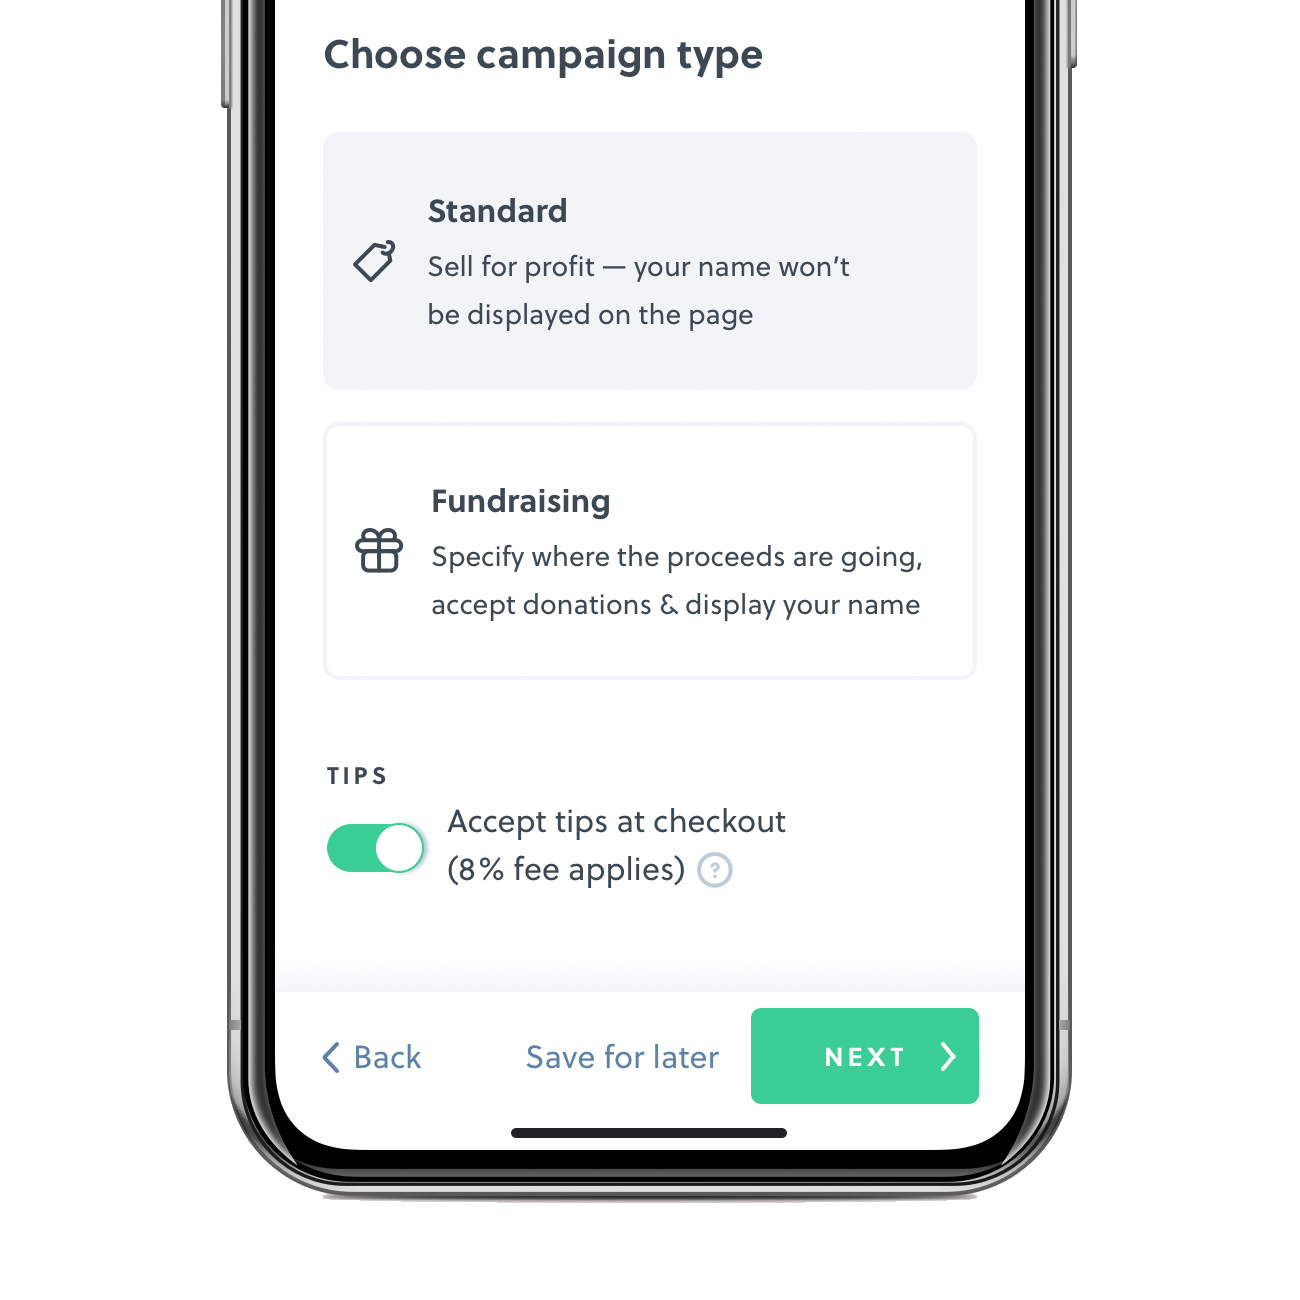 Choose campaign type
Standard
Sell for profit — your name won’t
be displayed on the page
Fundraising
Specify where the proceeds are going,
accept donations & display your name
TIPS
Accept tips at checkout
(8% fee applies) ?
Back
Save for later
NEXT